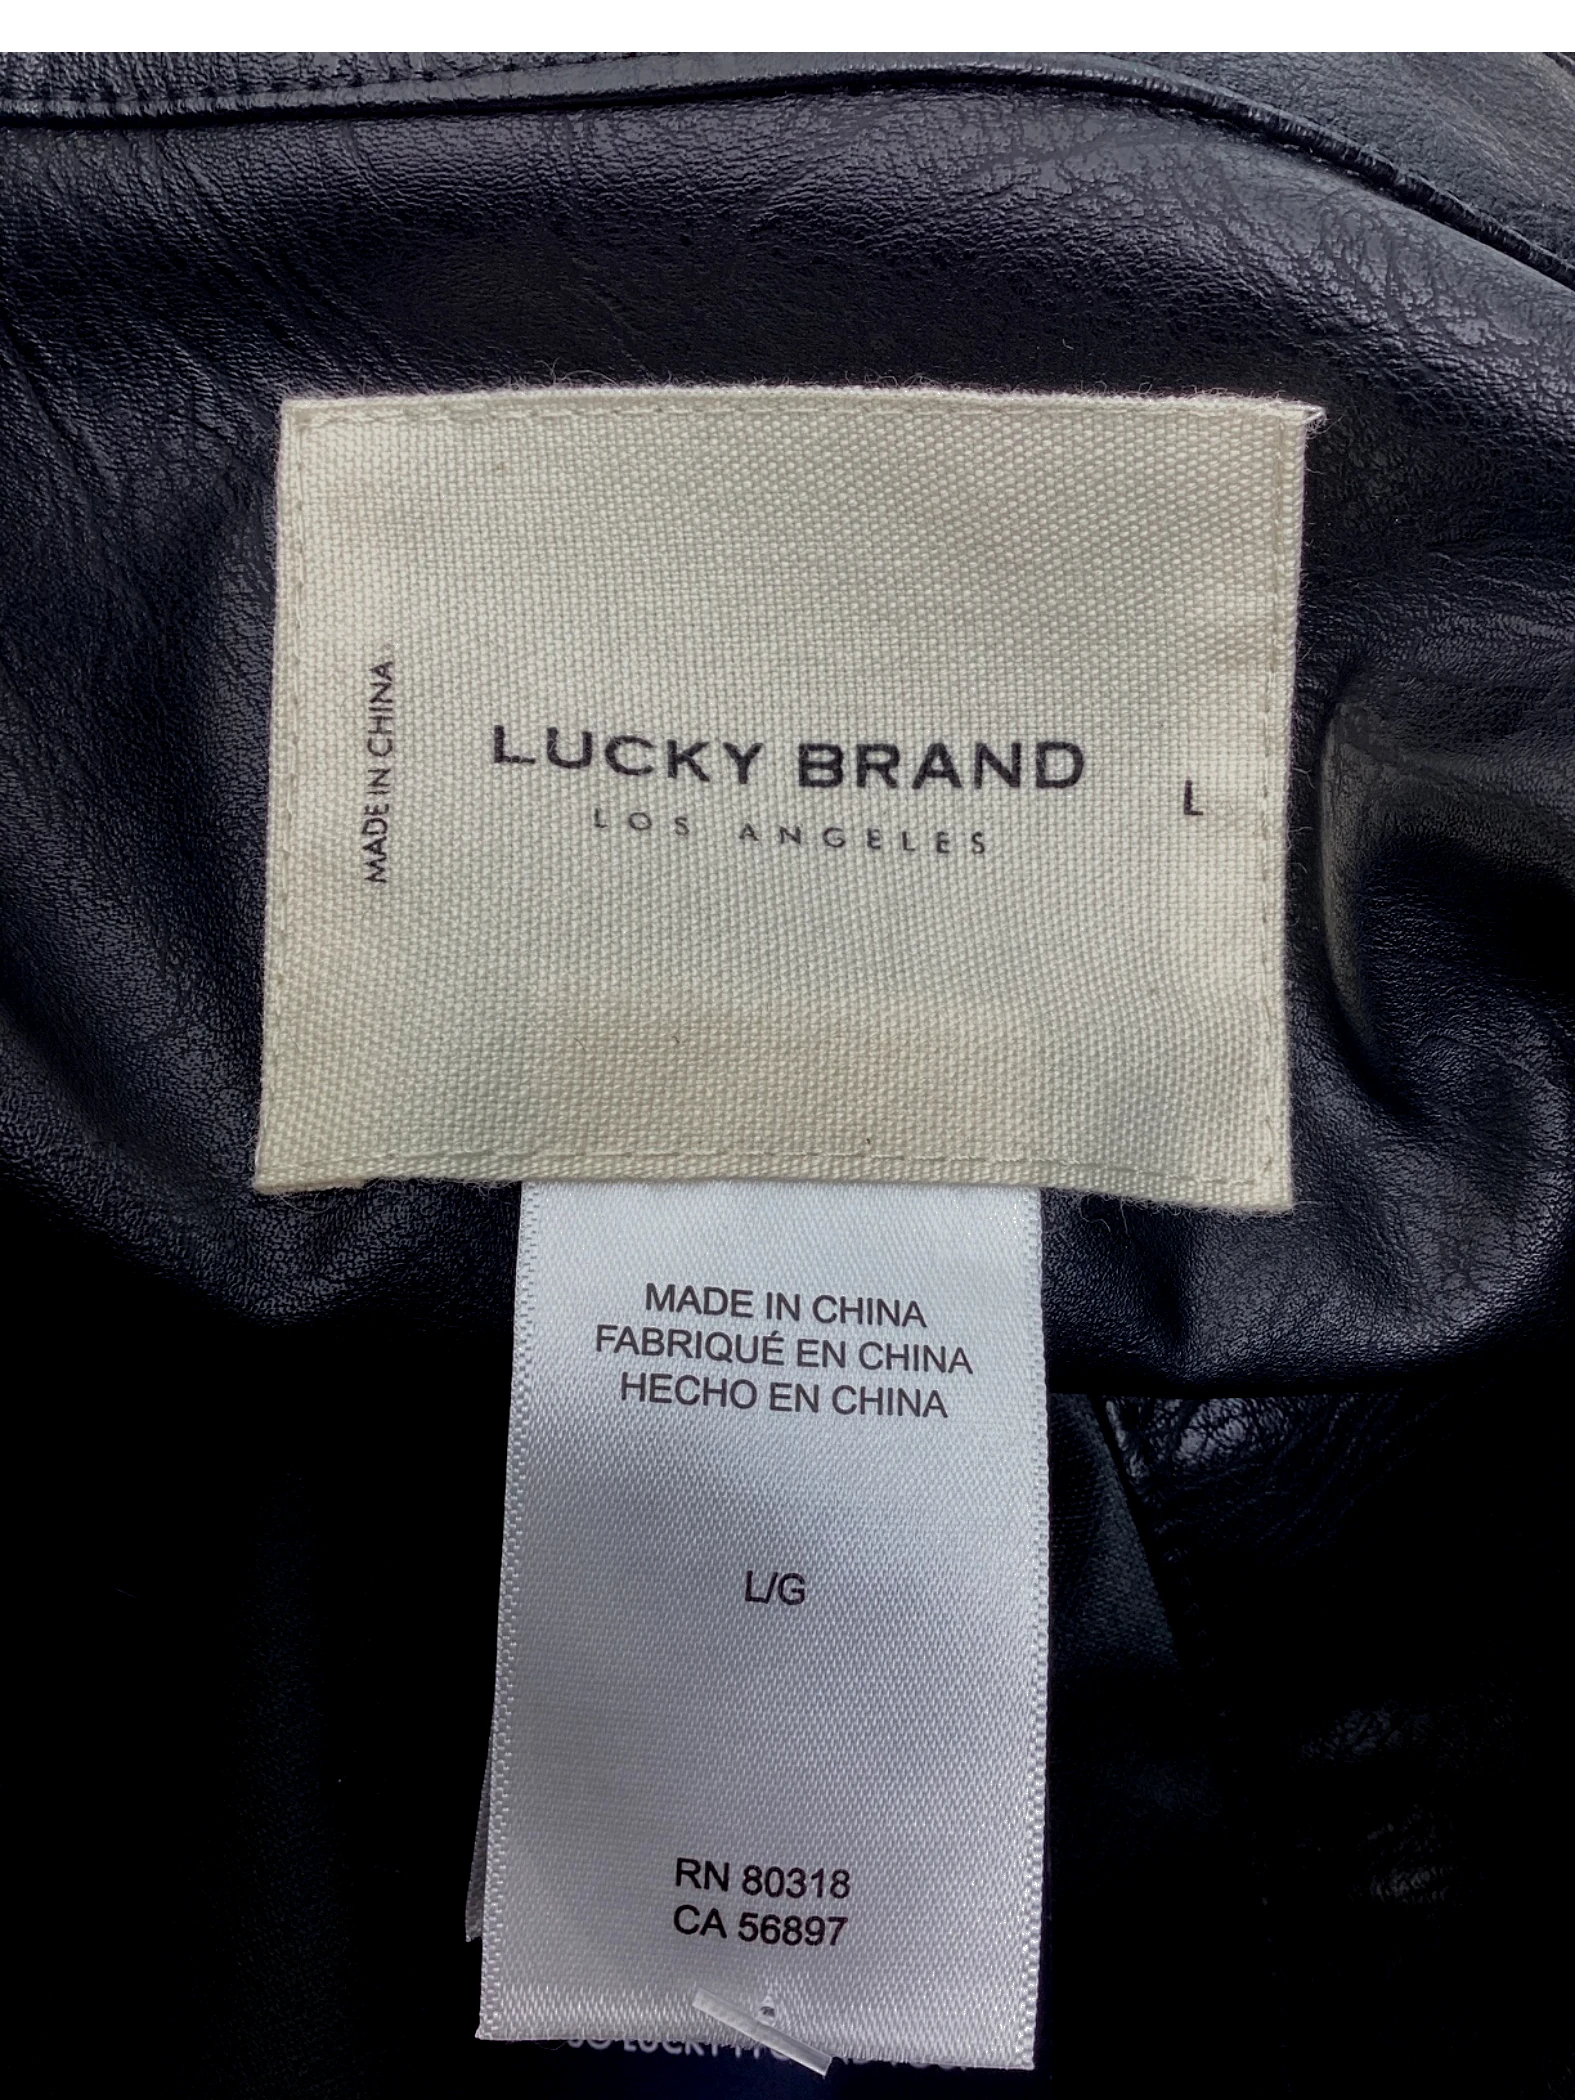 MADE IN CHINA
LUCKY BRAND
LOS ANGELES
L
MADE IN CHINA
FABRIQUÉ EN CHINA
HECHO EN CHINA
L/G
RN 80318
CA 56897